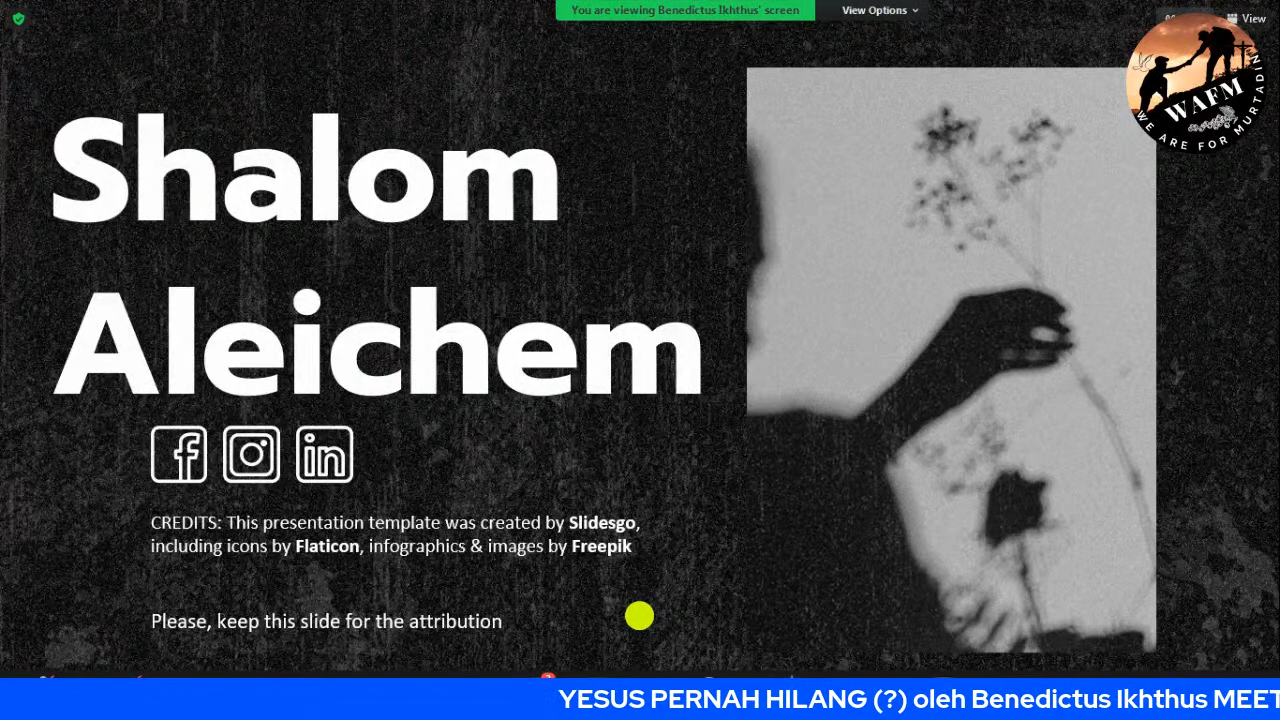 You are viewing Benedictus Ikhthus' screen
View Options
View
WAFM
WE ARE FOR MURTADIN
Shalom
Aleichem
CREDITS: This presentation template was created by Slidesgo,
including icons by Flaticon, infographics & images by Freepik
Please, keep this slide for the attribution
YESUS PERNAH HILANG (?) oleh Benedictus Ikhthus MEET